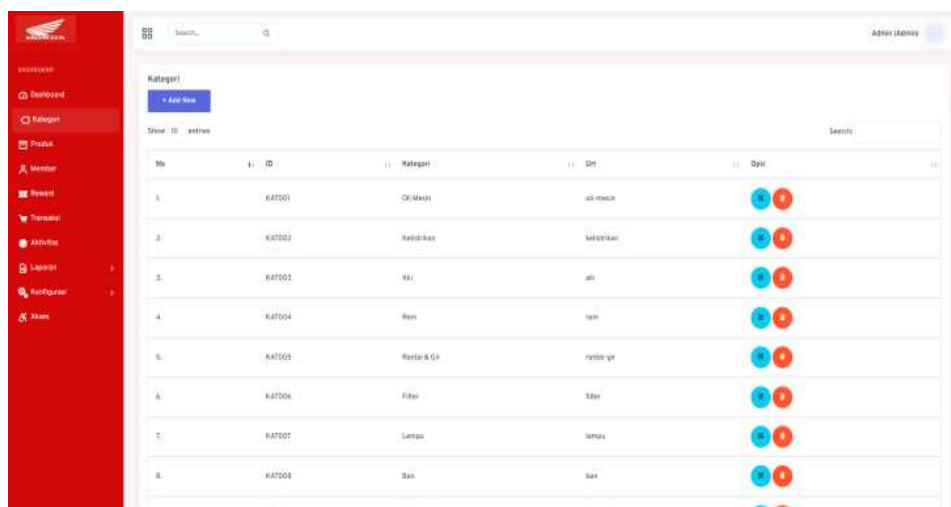 Search...
Admin (Admin)
DASHBOARD
Dashboard
Kategori
Produk
Member
Reward
Transaksi
Aktivitas
Laporan
Konfigurasi
Akses
Kategori
+ Add New
Show 10 entries
Search:
No ID Kategori Url Opsi
1. KAT001 Oli Mesin oli-mesin
2. KAT002 Kelistrikan kelistrikan
3. KAT003 Aki aki
4. KAT004 Rem rem
5. KAT005 Rantai & Gir rantai-gir
6. KAT006 Filter filter
7. KAT007 Lampu lampu
8. KAT008 Ban ban